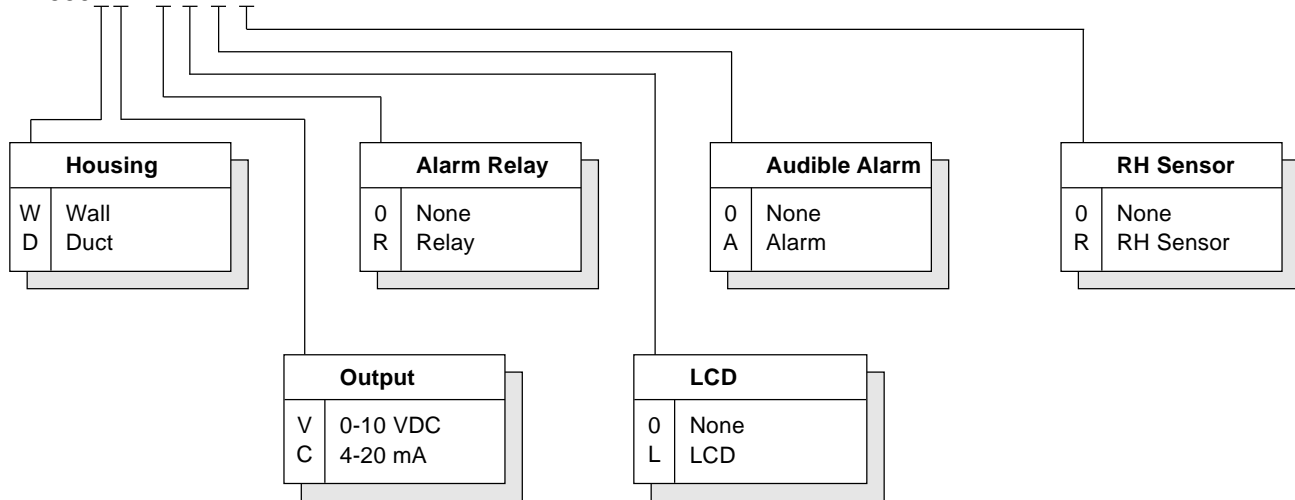 Housing
W Wall
D Duct
Alarm Relay
0 None
R Relay
Audible Alarm
0 None
A Alarm
RH Sensor
0 None
R RH Sensor
Output
V 0-10 VDC
C 4-20 mA
LCD
0 None
L LCD